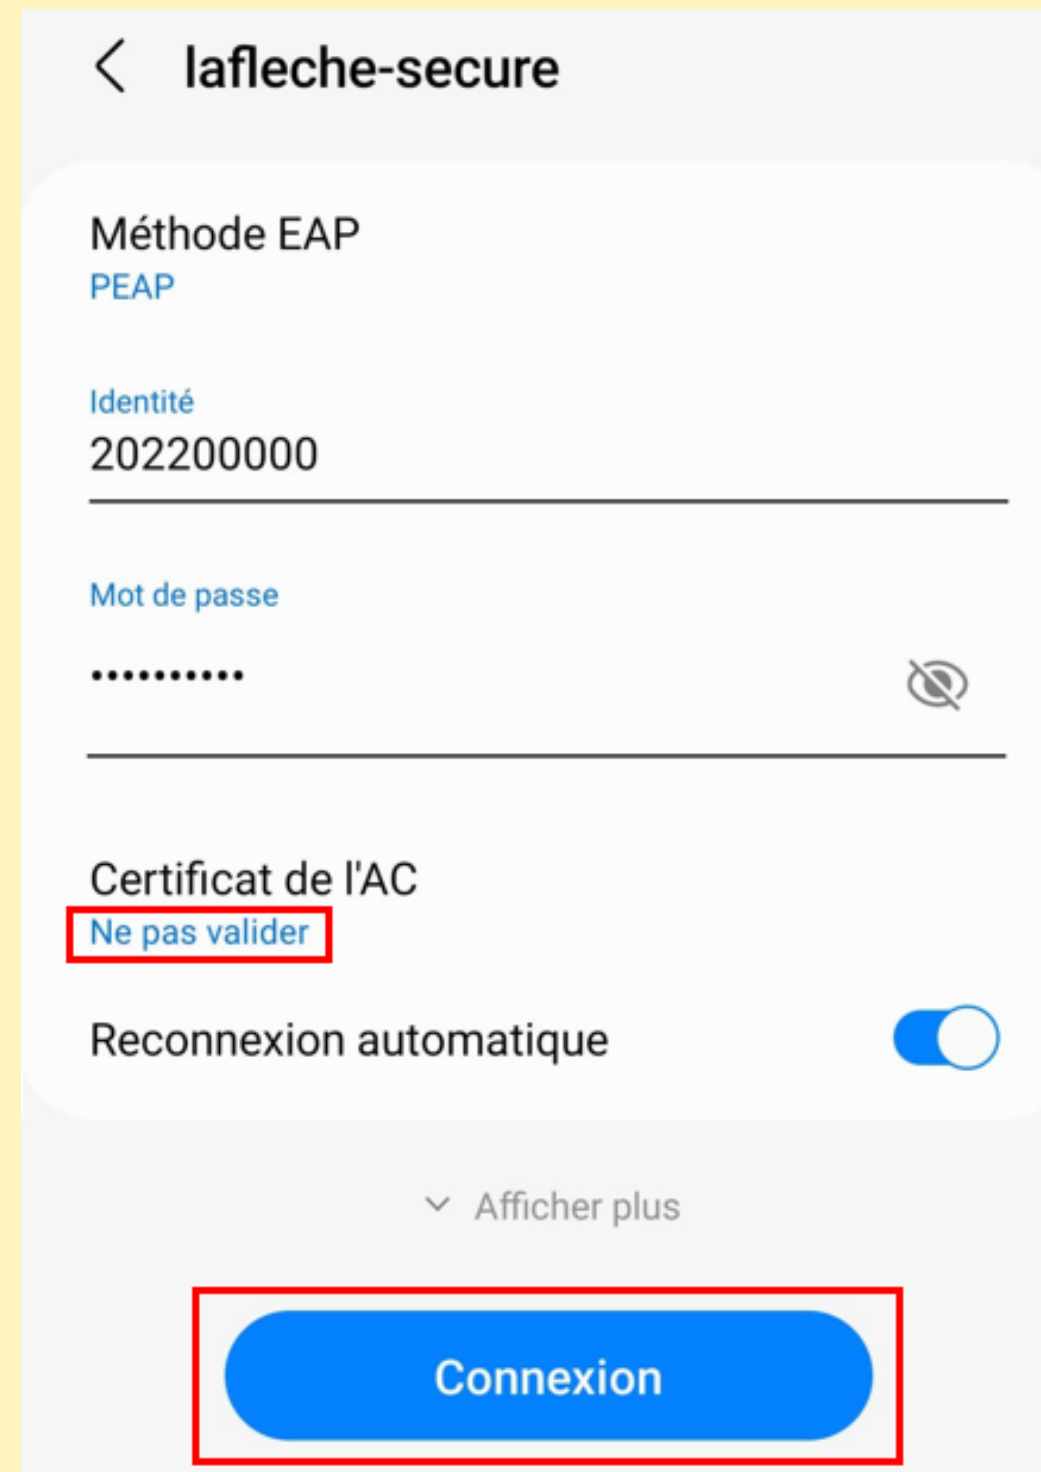 lafleche-secure
Méthode EAP
PEAP
Identité
202200000
Mot de passe
••••••••••
Certificat de l'AC
Ne pas valider
Reconnexion automatique
Afficher plus
Connexion